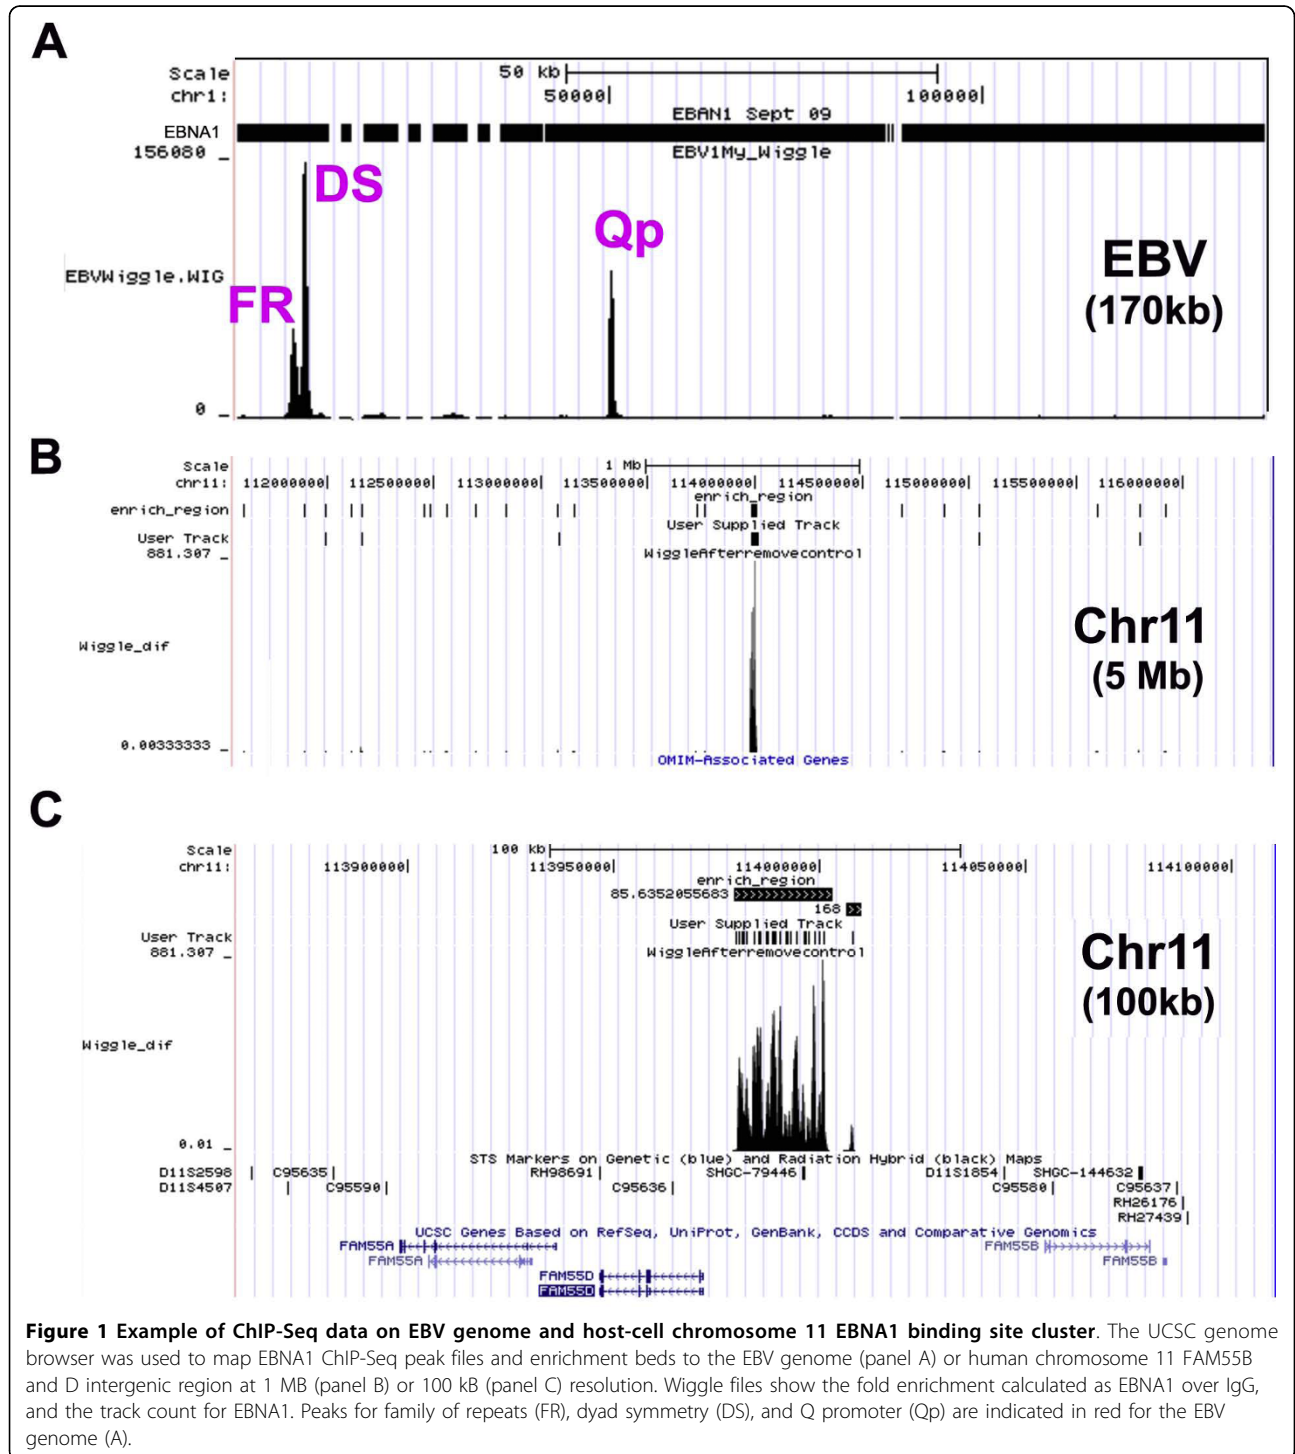 A
Scale 50 kb
chr1: 50000| 100000|
EBAN1 Sept 09
EBNA1
156080 _ EBV1My_Wiggle
DS
Qp
EBV
EBVWiggle.WIG
FR (170kb)
0 _
B
Scale 1 Mb
chr11: 112000000| 112500000| 113000000| 113500000| 114000000| 114500000| 115000000| 115500000| 116000000|
enrich_region
enrich_region
User Supplied Track
User Track
881.307 _ WiggleAfterremovecontrol
Chr11
Wiggle_dif
(5 Mb)
0.00333333 _
OMIM-Associated Genes
C
Scale 100 kb
chr11: 113900000| 113950000| 114000000| 114050000| 114100000|
enrich_region
85.6352055683
168
User Supplied Track
User Track
881.307 _ WiggleAfterremovecontrol
Chr11
(100kb)
Wiggle_dif
0.01 _
STS Markers on Genetic (blue) and Radiation Hybrid (black) Maps
D11S2598 C95635 RH98691 SHGC-79446 D11S1854 SHGC-144632
D11S4507 C95590 C95636 C95580 C95637
RH26176
RH27439
UCSC Genes Based on RefSeq, UniProt, GenBank, CCDS and Comparative Genomics
FAM55A FAM55B
FAM55A FAM55B
FAM55D
FAM55D
Figure 1 Example of ChIP-Seq data on EBV genome and host-cell chromosome 11 EBNA1 binding site cluster. The UCSC genome
browser was used to map EBNA1 ChIP-Seq peak files and enrichment beds to the EBV genome (panel A) or human chromosome 11 FAM55B
and D intergenic region at 1 MB (panel B) or 100 kB (panel C) resolution. Wiggle files show the fold enrichment calculated as EBNA1 over IgG,
and the track count for EBNA1. Peaks for family of repeats (FR), dyad symmetry (DS), and Q promoter (Qp) are indicated in red for the EBV
genome (A).